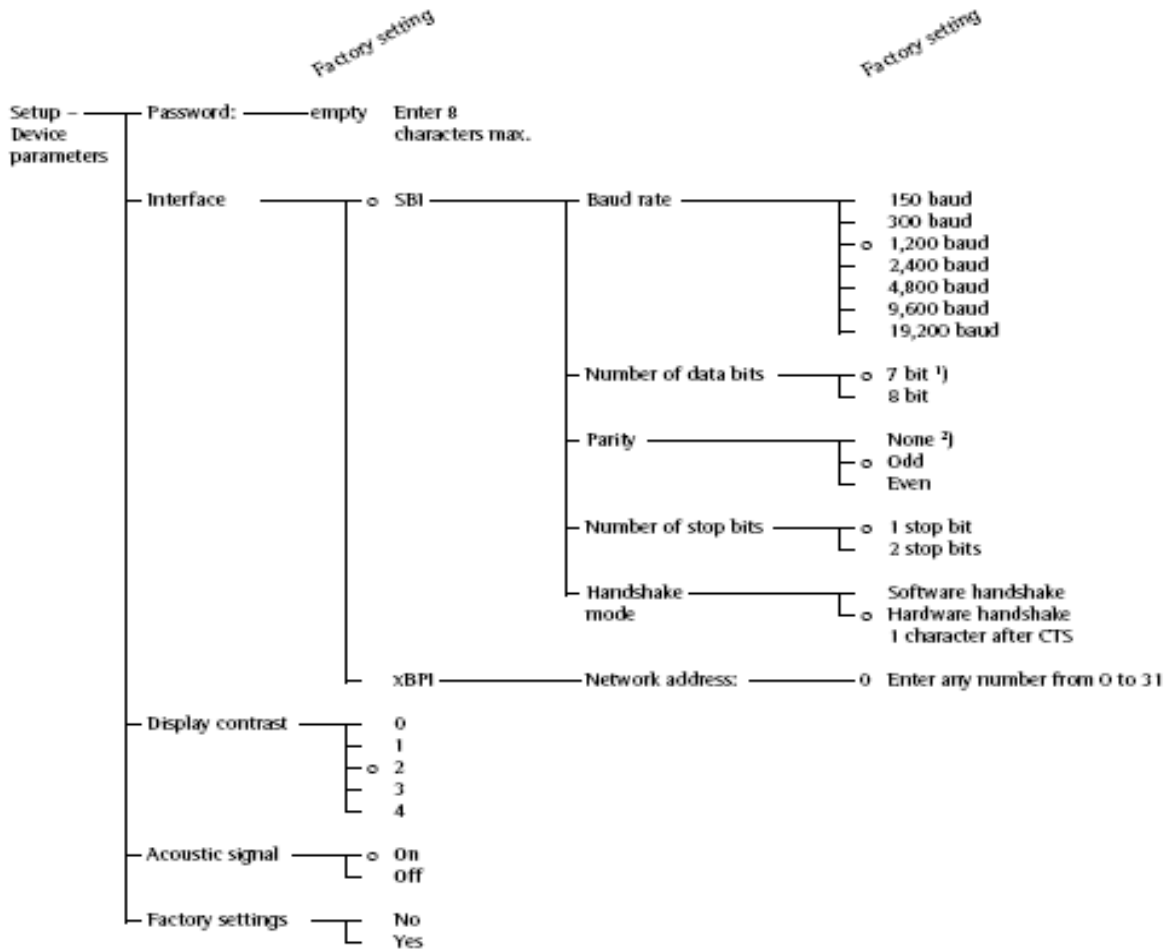 Factory setting Factory setting
Setup – Password: empty Enter 8
Device characters max.
parameters
Interface o SBI Baud rate 150 baud
300 baud
o 1,200 baud
2,400 baud
4,800 baud
9,600 baud
19,200 baud
Number of data bits o 7 bit ¹)
8 bit
Parity None ²)
o Odd
Even
Number of stop bits o 1 stop bit
2 stop bits
Handshake Software handshake
mode o Hardware handshake
1 character after CTS
xBPI Network address: 0 Enter any number from 0 to 31
Display contrast 0
1
o 2
3
4
Acoustic signal o On
Off
Factory settings No
Yes